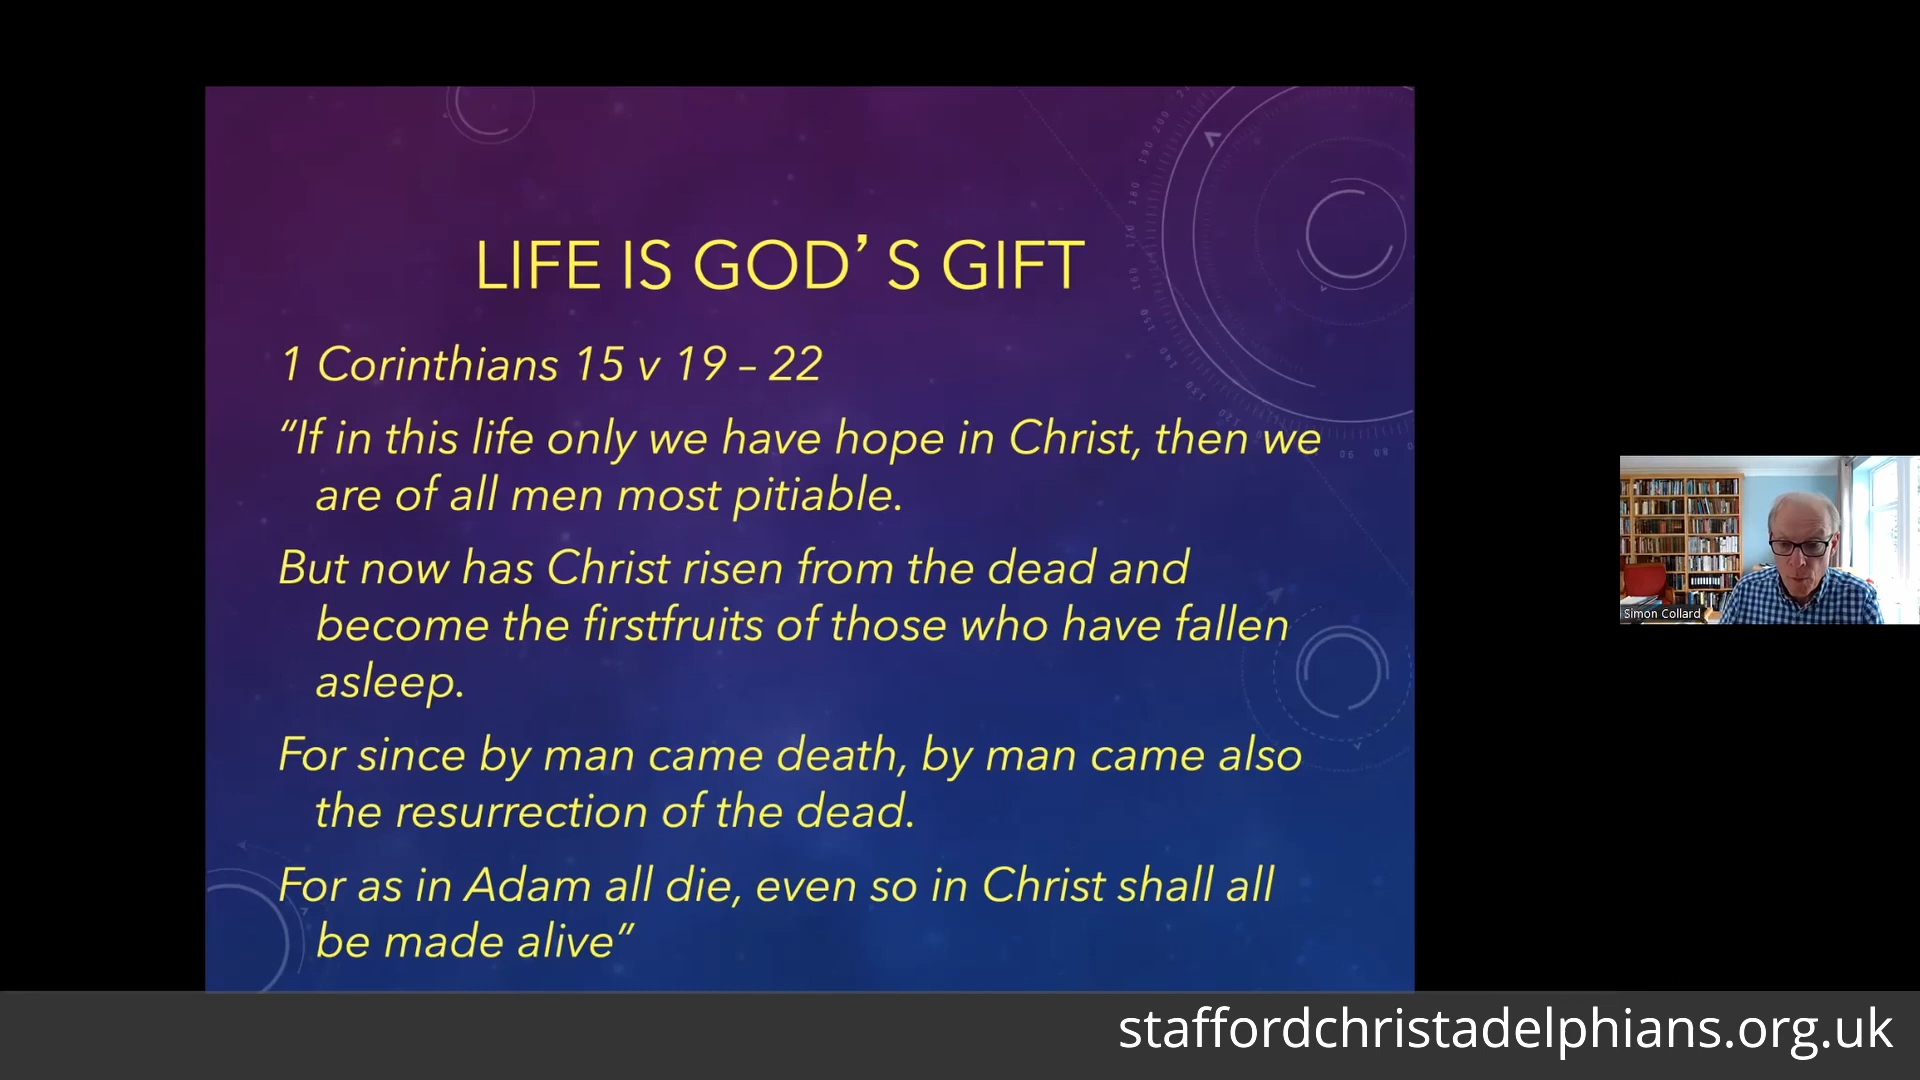 LIFE IS GOD’S GIFT
1 Corinthians 15 v 19 – 22
“If in this life only we have hope in Christ, then we
are of all men most pitiable.
But now has Christ risen from the dead and
become the firstfruits of those who have fallen
asleep.
For since by man came death, by man came also
the resurrection of the dead.
For as in Adam all die, even so in Christ shall all
be made alive”
Simon Collard
staffordchristadelphians.org.uk